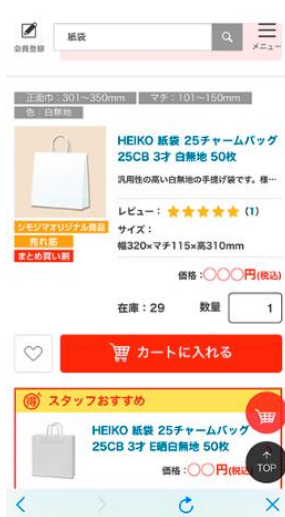 会員登録
紙袋
メニュー
正面巾:301〜350mm
マチ:101〜150mm
色:白無地
HEIKO 紙袋 25チャームバッグ
25CB 3才 白無地 50枚
汎用性の高い白無地の手提げ袋です。様…
シモジマオリジナル商品
売れ筋
まとめ買い割
レビュー:★★★★★ (1)
サイズ:
幅320×マチ115×高310mm
価格:〇〇〇円(税込)
在庫:29
数量
1
カートに入れる
得 スタッフおすすめ
HEIKO 紙袋 25チャームバッグ
25CB 3才 E晒白無地 50枚
価格:〇〇円(税込
TOP